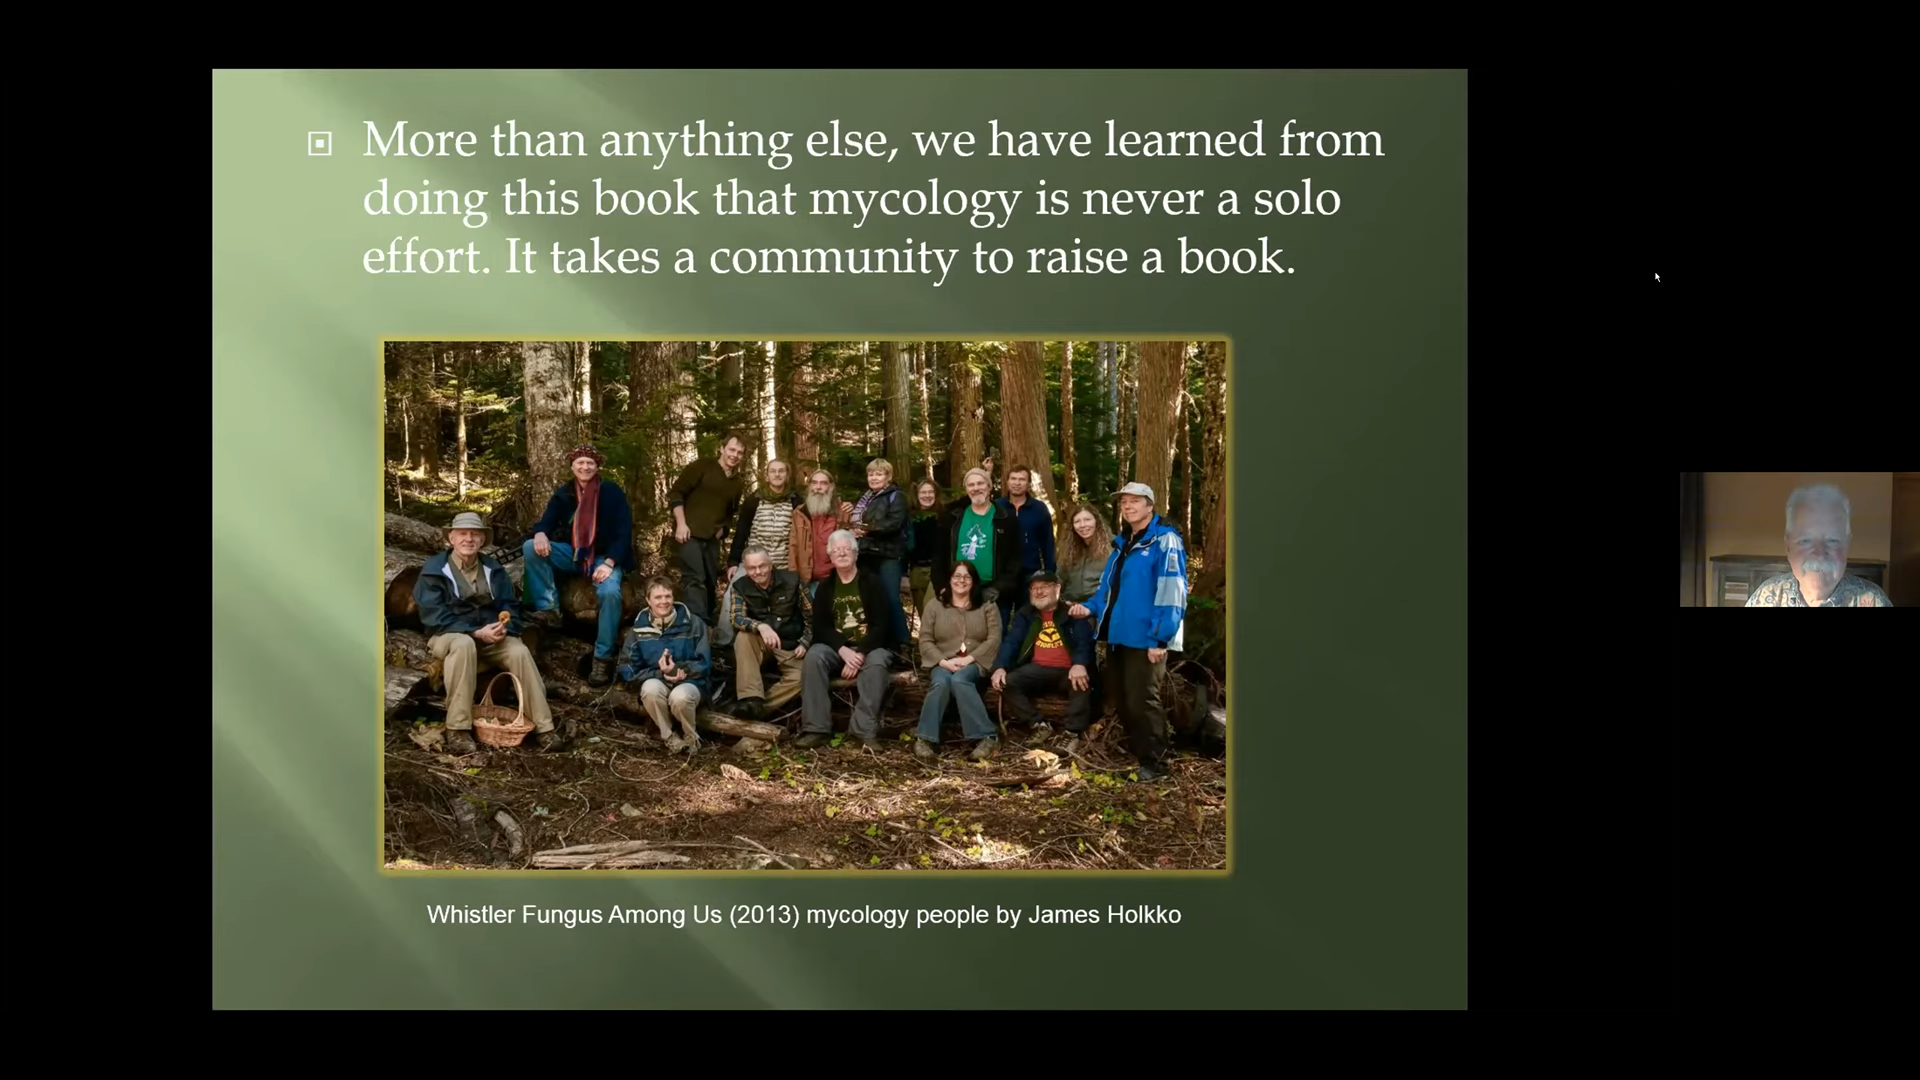 More than anything else, we have learned from
doing this book that mycology is never a solo
effort. It takes a community to raise a book.
Whistler Fungus Among Us (2013) mycology people by James Holkko